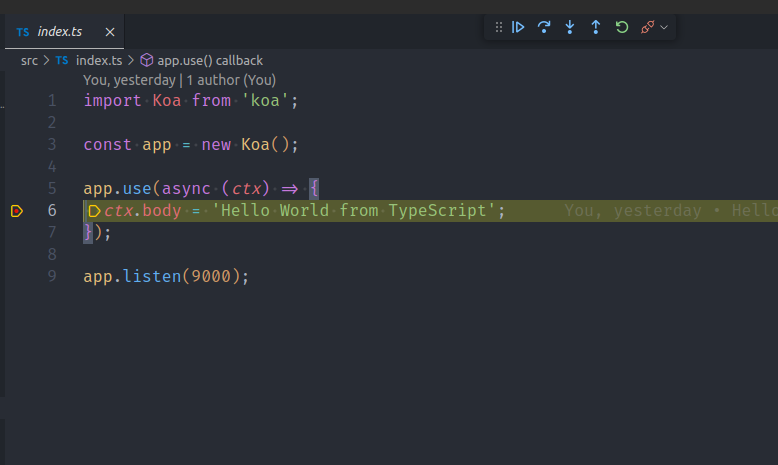 TS index.ts
src > TS index.ts > app.use() callback
You, yesterday | 1 author (You)
1 import Koa from 'koa';
2
3 const app = new Koa();
4
5 app.use(async (ctx) => {
6 ctx.body = 'Hello World from TypeScript'; You, yesterday • Hello
7 });
8
9 app.listen(9000);